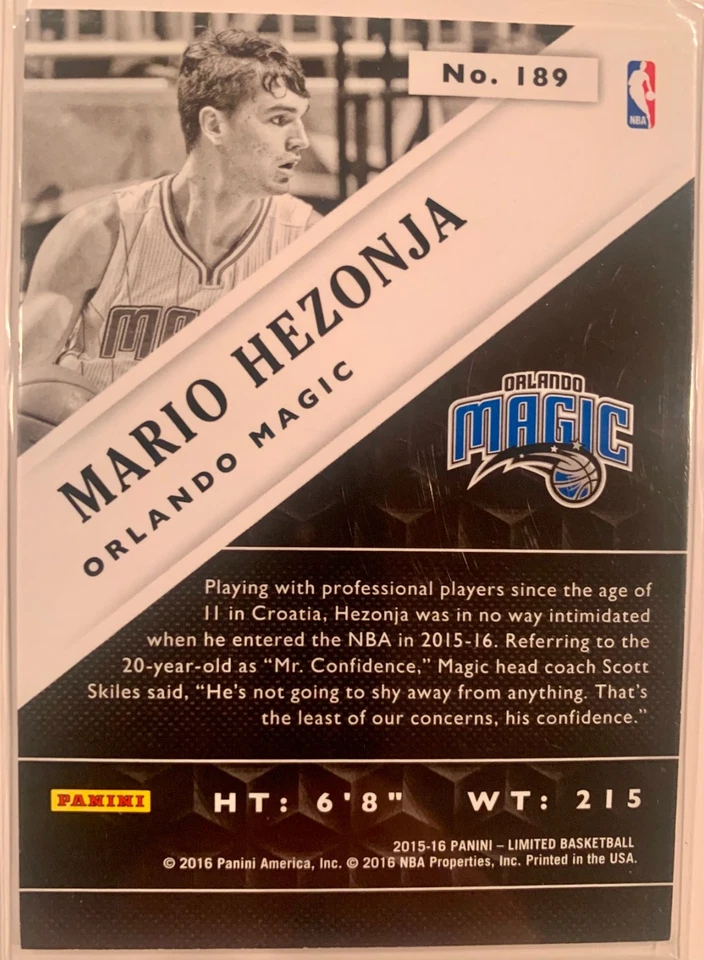 No. 189
NBA
MA
MARIO HEZONJA
ORLANDO MAGIC
ORLANDO
MAGIC
Playing with professional players since the age of
11 in Croatia, Hezonja was in no way intimidated
when he entered the NBA in 2015-16. Referring to the
20-year-old as “Mr. Confidence,” Magic head coach Scott
Skiles said, “He’s not going to shy away from anything. That’s
the least of our concerns, his confidence.”
PANINI HT: 6'8" WT: 215
2015-16 PANINI – LIMITED BASKETBALL
© 2016 Panini America, Inc. © 2016 NBA Properties, Inc. Printed in the USA.